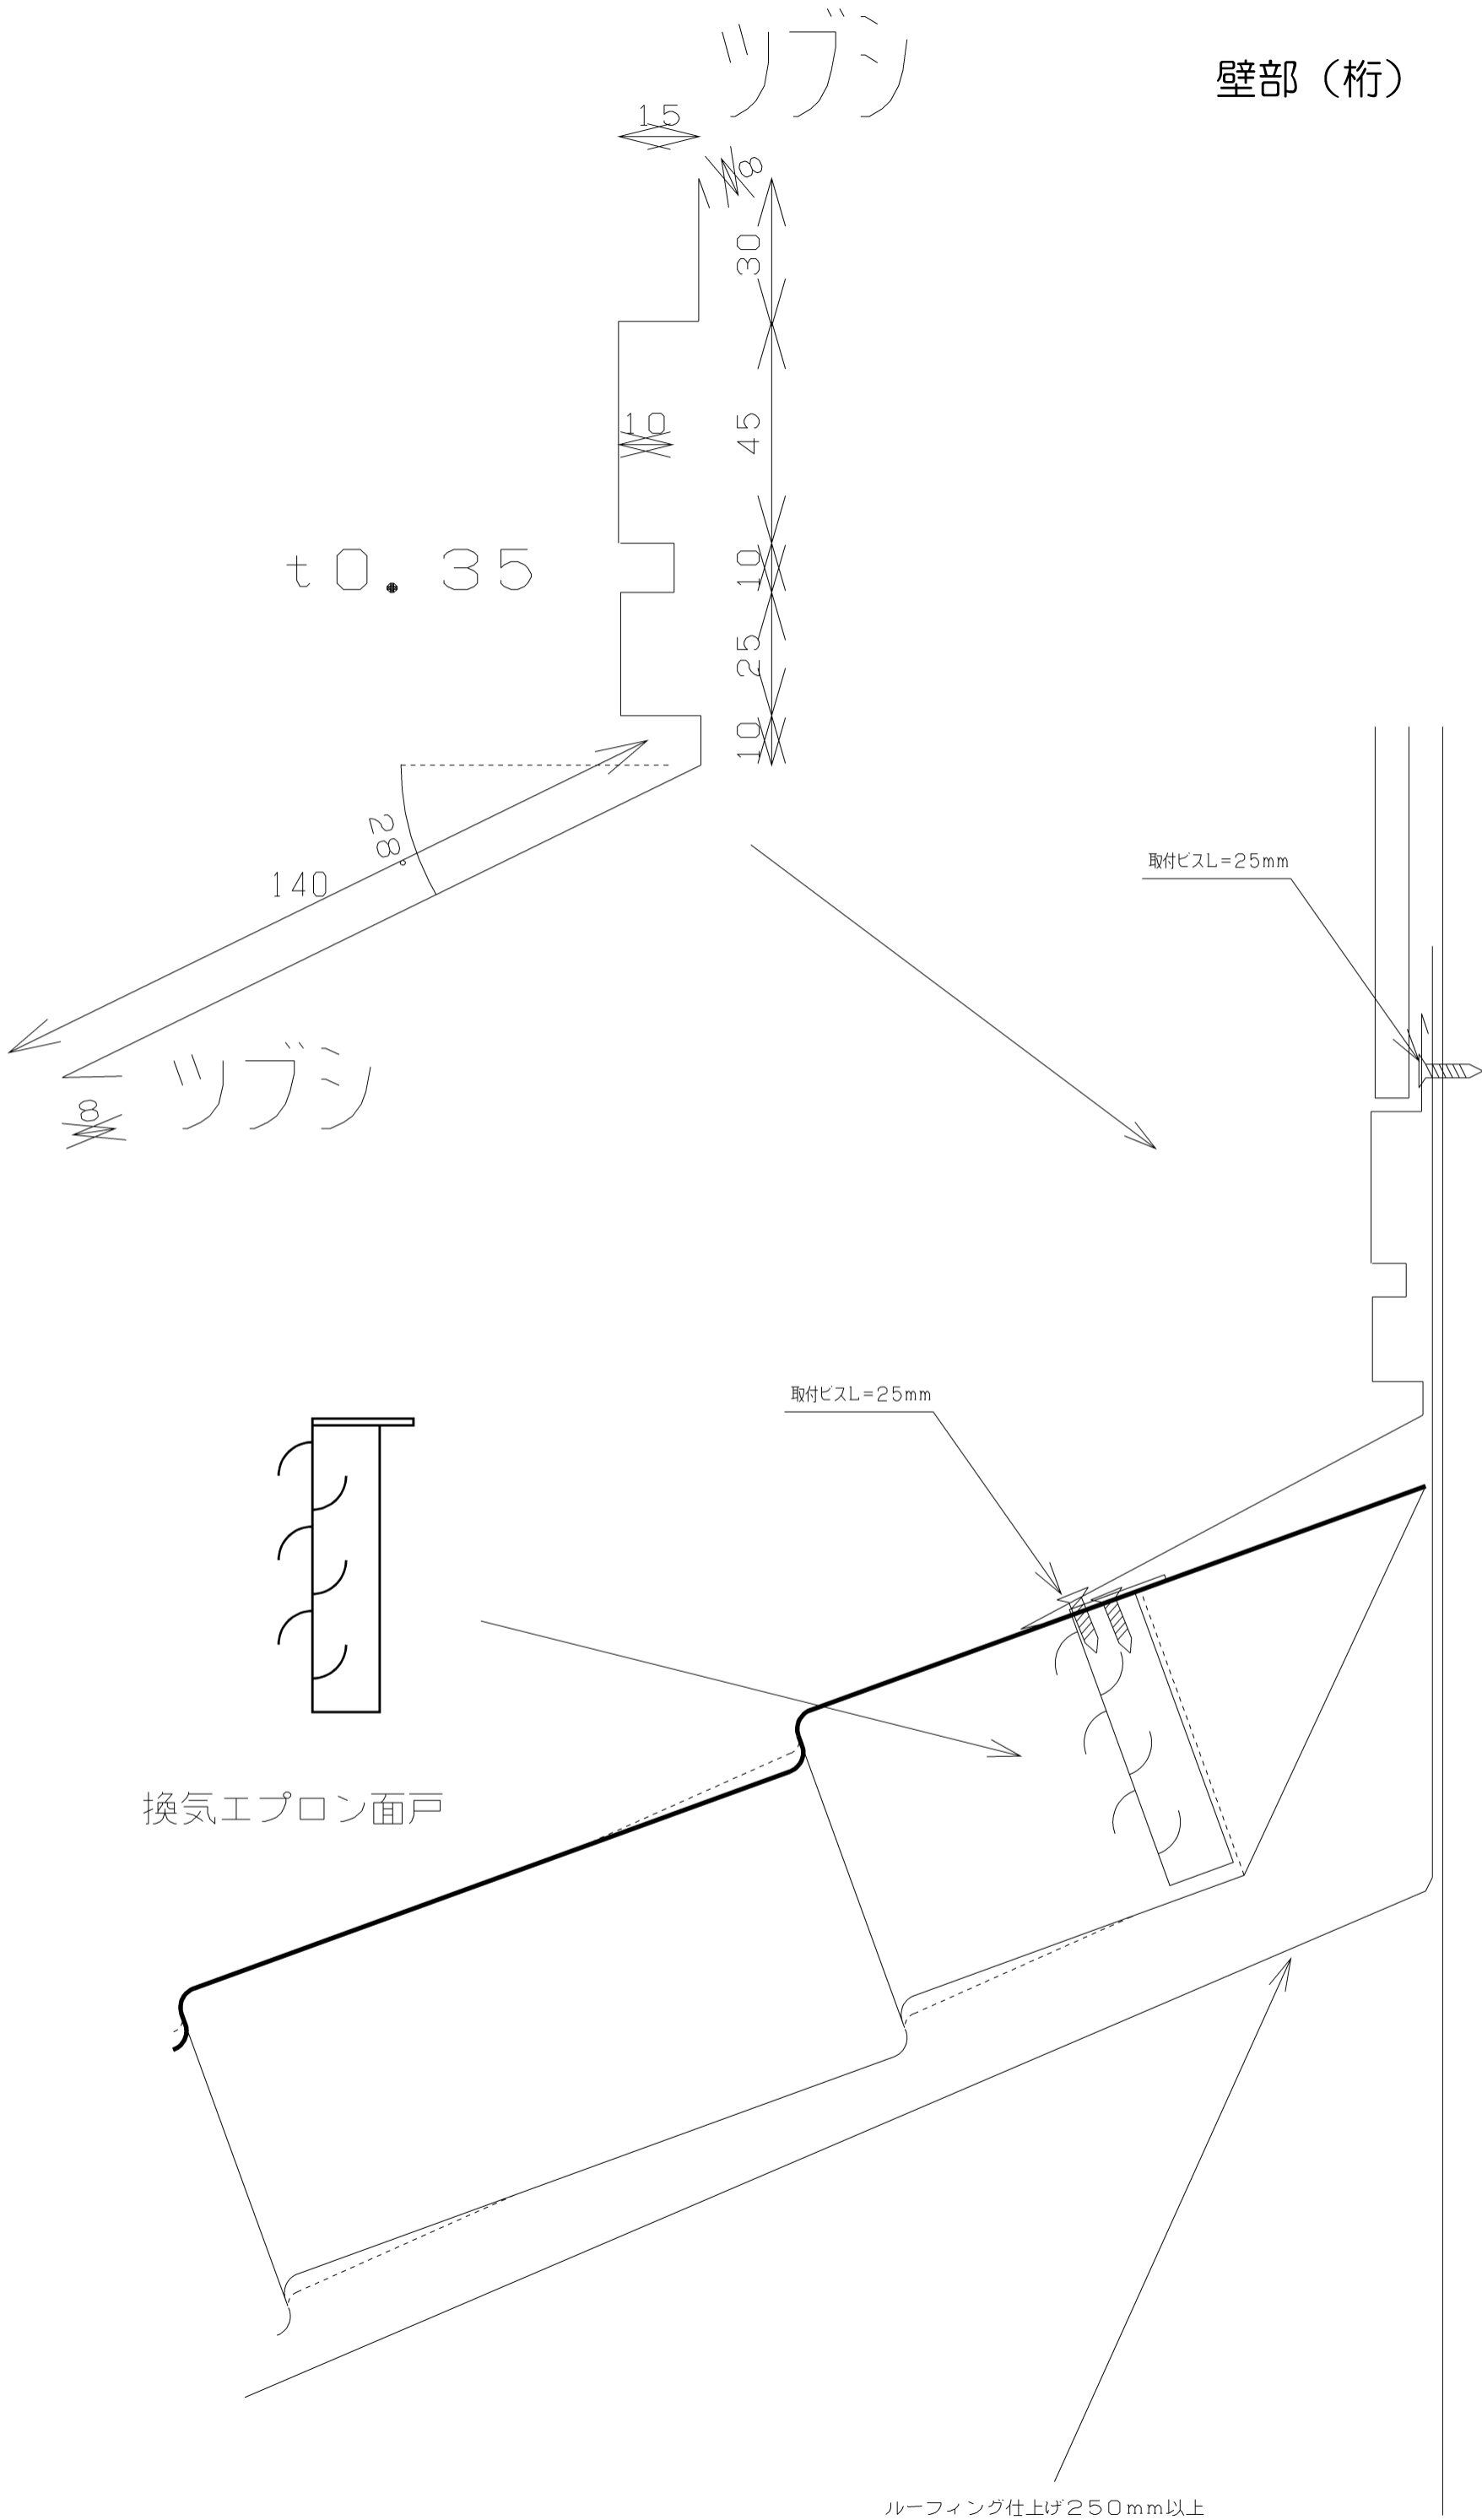 ツブシ
壁部（桁）
15
8
30
10
45
t0.35
10
25
10
28°
取付ビスL=25mm
140
ツブシ
8
取付ビスL=25mm
換気エプロン面戸
ルーフィング仕上げ250mm以上